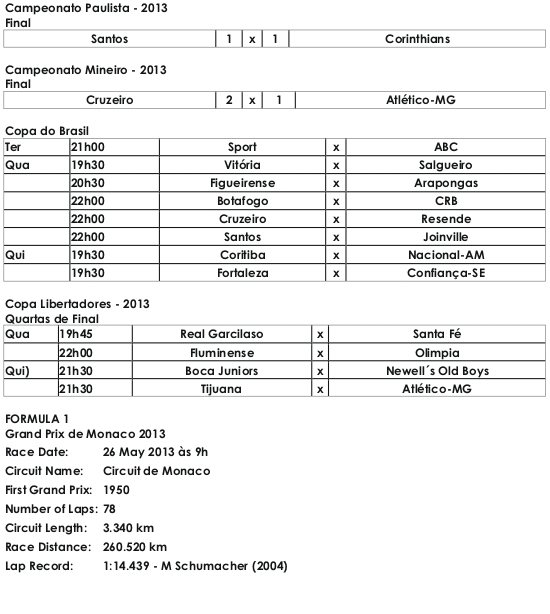 Campeonato Paulista - 2013
Final
Santos 1 x 1 Corinthians
Campeonato Mineiro - 2013
Final
Cruzeiro 2 x 1 Atlético-MG
Copa do Brasil
Ter 21h00 Sport x ABC
Qua 19h30 Vitória x Salgueiro
20h30 Figueirense x Arapongas
22h00 Botafogo x CRB
22h00 Cruzeiro x Resende
22h00 Santos x Joinville
Qui 19h30 Coritiba x Nacional-AM
19h30 Fortaleza x Confiança-SE
Copa Libertadores - 2013
Quartas de Final
Qua 19h45 Real Garcilaso x Santa Fé
22h00 Fluminense x Olimpia
Qui) 21h30 Boca Juniors x Newell´s Old Boys
21h30 Tijuana x Atlético-MG
FORMULA 1
Grand Prix de Monaco 2013
Race Date: 26 May 2013 às 9h
Circuit Name: Circuit de Monaco
First Grand Prix: 1950
Number of Laps: 78
Circuit Length: 3.340 km
Race Distance: 260.520 km
Lap Record: 1:14.439 - M Schumacher (2004)